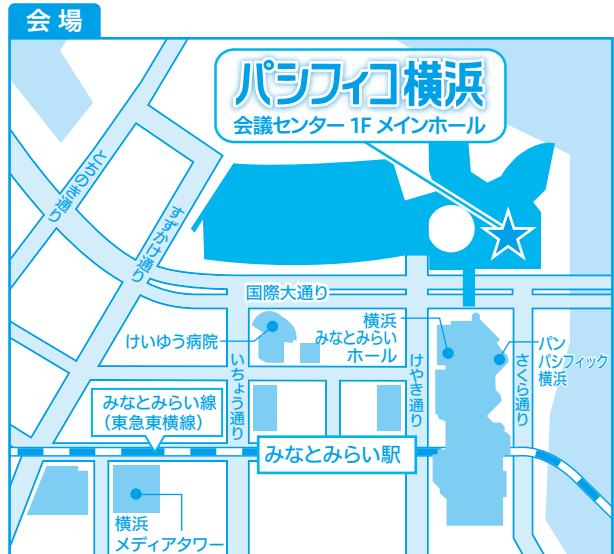 会場
パシフィコ横浜
会議センター 1F メインホール
とちのき通り
すずかけ通り
国際大通り
けいゆう病院
いちょう通り
横浜
みなとみらい
ホール
けやき通り
パン
パシフィック
横浜
さくら通り
みなとみらい線
（東急東横線）
みなとみらい駅
横浜
メディアタワー